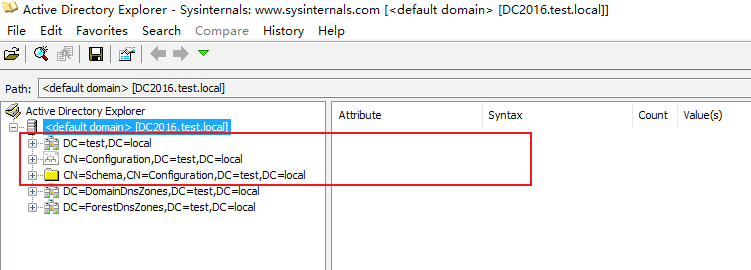 Active Directory Explorer - Sysinternals: www.sysinternals.com [<default domain> [DC2016.test.local]]
File Edit Favorites Search Compare History Help
Path: <default domain> [DC2016.test.local]
Active Directory Explorer
Attribute Syntax Count Value(s)
<default domain> [DC2016.test.local]
DC=test,DC=local
CN=Configuration,DC=test,DC=local
CN=Schema,CN=Configuration,DC=test,DC=local
DC=DomainDnsZones,DC=test,DC=local
DC=ForestDnsZones,DC=test,DC=local